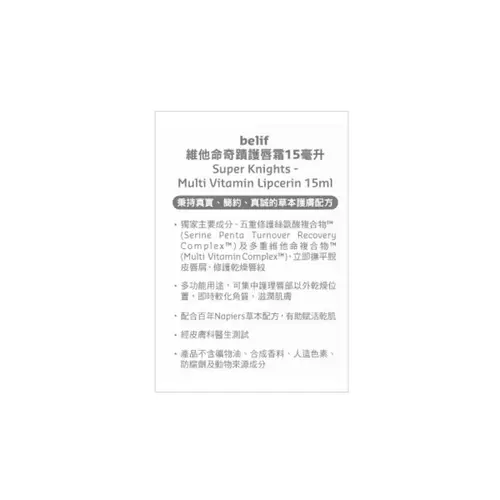 belif
維他命奇蹟護唇霜15毫升
Super Knights -
Multi Vitamin Lipcerin 15ml
秉持真實、簡約、真誠的草本護膚配方
・獨家主要成分、五重修護絲氨酸複合物™
(Serine Penta Turnover Recovery
Complex™)及多重維他命複合物™
(Multi Vitamin Complex™)，立即撫平脫
皮唇屑，修護乾燥唇紋
・多功能用途，可集中護理唇部以外乾燥位
置，即時軟化角質，滋潤肌膚
・配合百年Napiers草本配方，有助賦活乾肌
・經皮膚科醫生測試
・產品不含礦物油、合成香料、人造色素、
防腐劑及動物來源成分